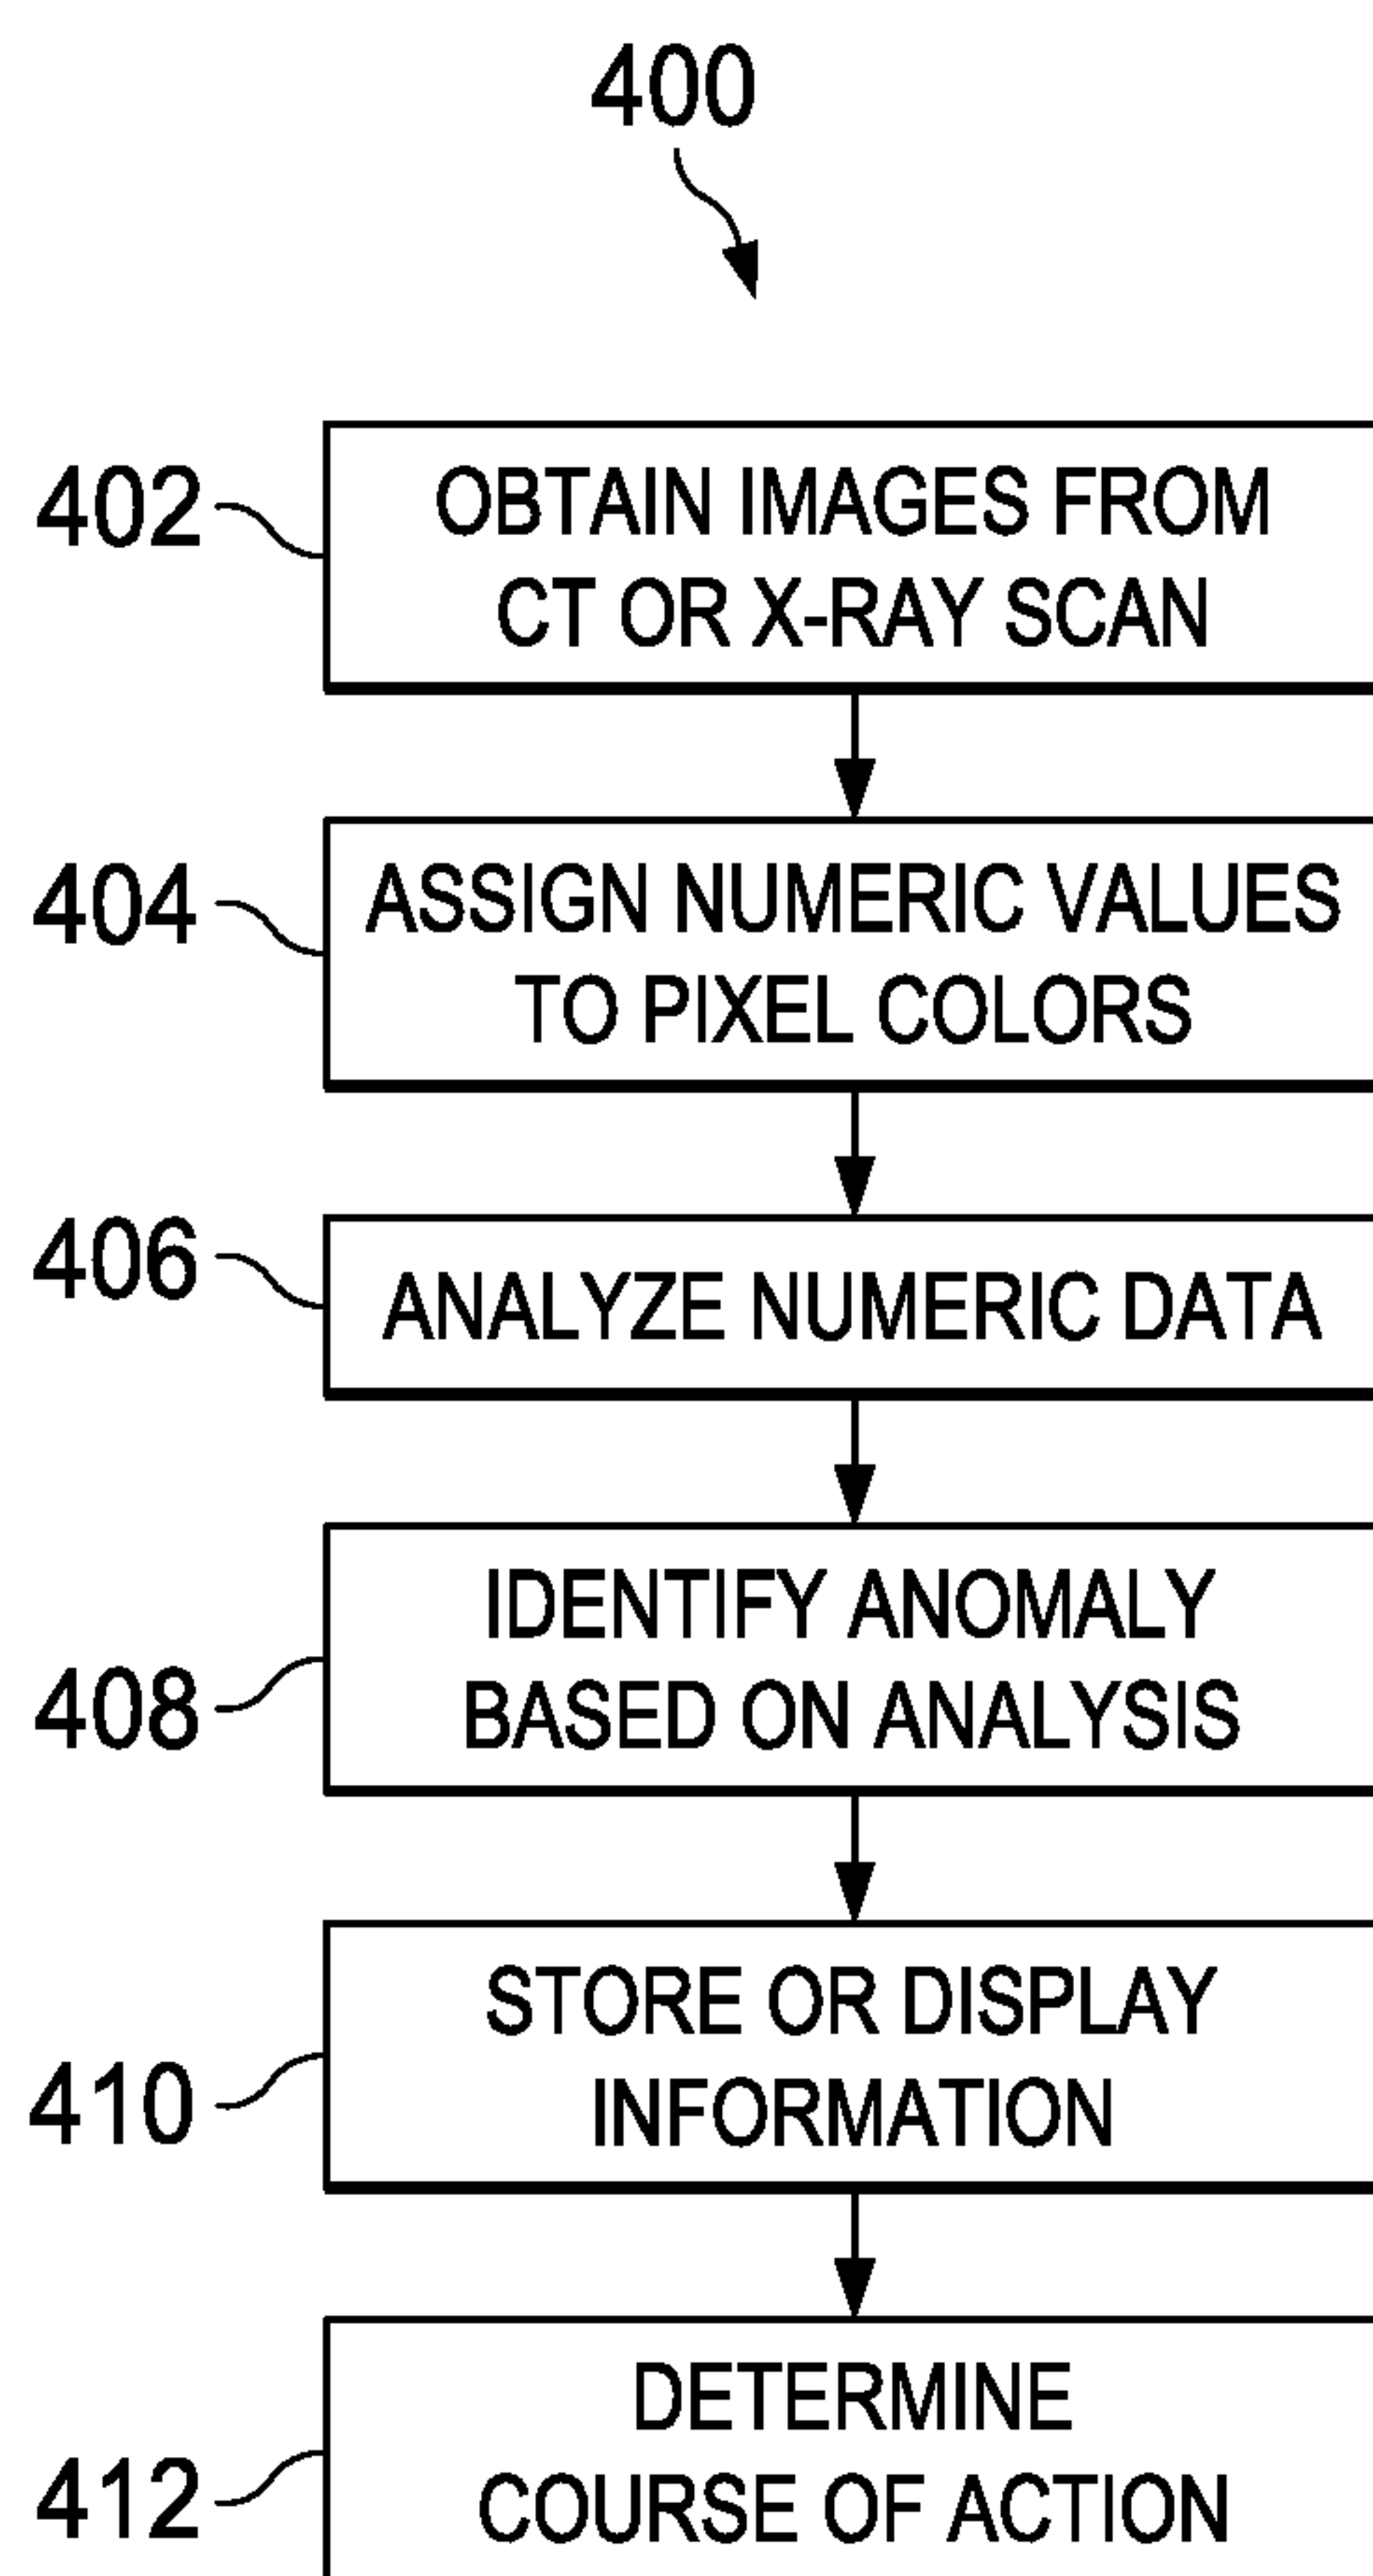 400
402
OBTAIN IMAGES FROM
CT OR X-RAY SCAN
404
ASSIGN NUMERIC VALUES
TO PIXEL COLORS
406
ANALYZE NUMERIC DATA
408
IDENTIFY ANOMALY
BASED ON ANALYSIS
410
STORE OR DISPLAY
INFORMATION
412
DETERMINE
COURSE OF ACTION